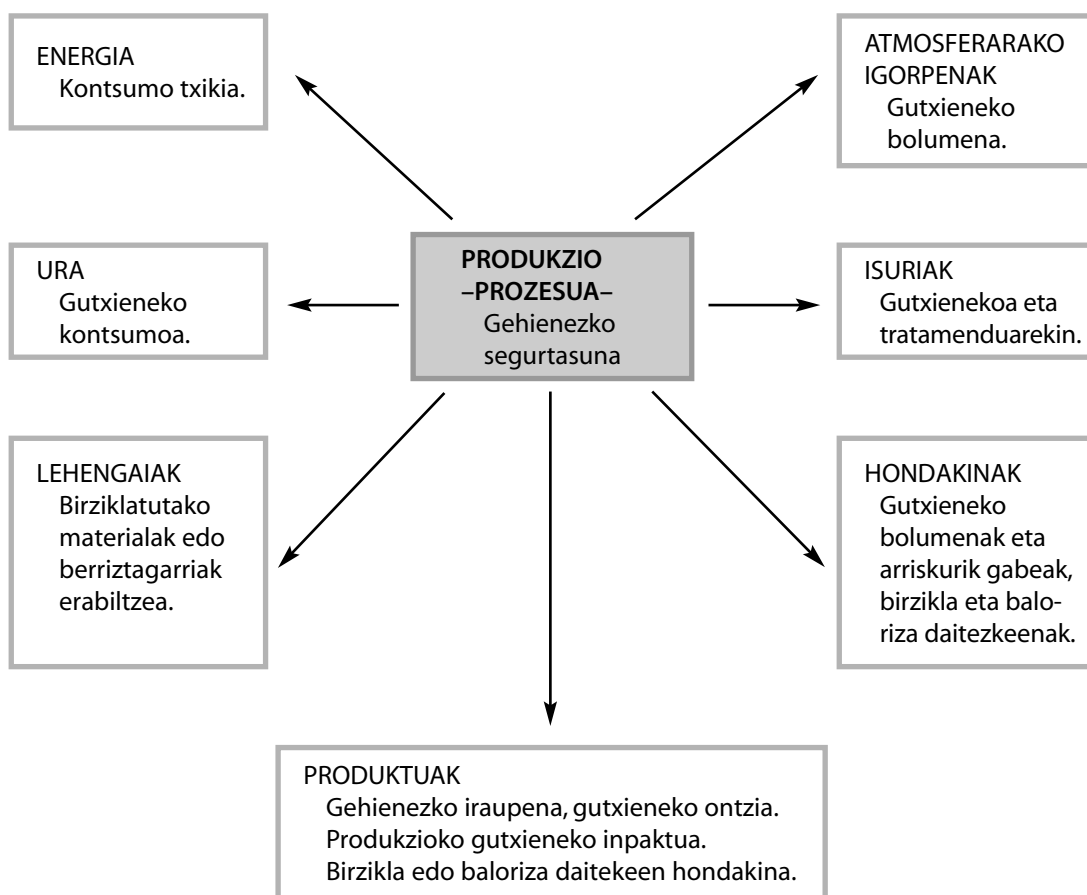 ENERGIA
Kontsumo txikia.
ATMOSFERARAKO
IGORPENAK
Gutxieneko
bolumena.
URA
Gutxieneko
kontsumoa.
PRODUKZIO
–PROZESUA–
Gehienezko
segurtasuna
ISURIAK
Gutxienekoa eta
tratamenduarekin.
LEHENGAIAK
Birziklatutako
materialak edo
berriztagarriak
erabiltzea.
HONDAKINAK
Gutxieneko
bolumenak eta
arriskurik gabeak,
birzikla eta balo-
riza daitezkeenak.
PRODUKTUAK
Gehienezko iraupena, gutxieneko ontzia.
Produkzioko gutxieneko inpaktua.
Birzikla edo baloriza daitekeen hondakina.